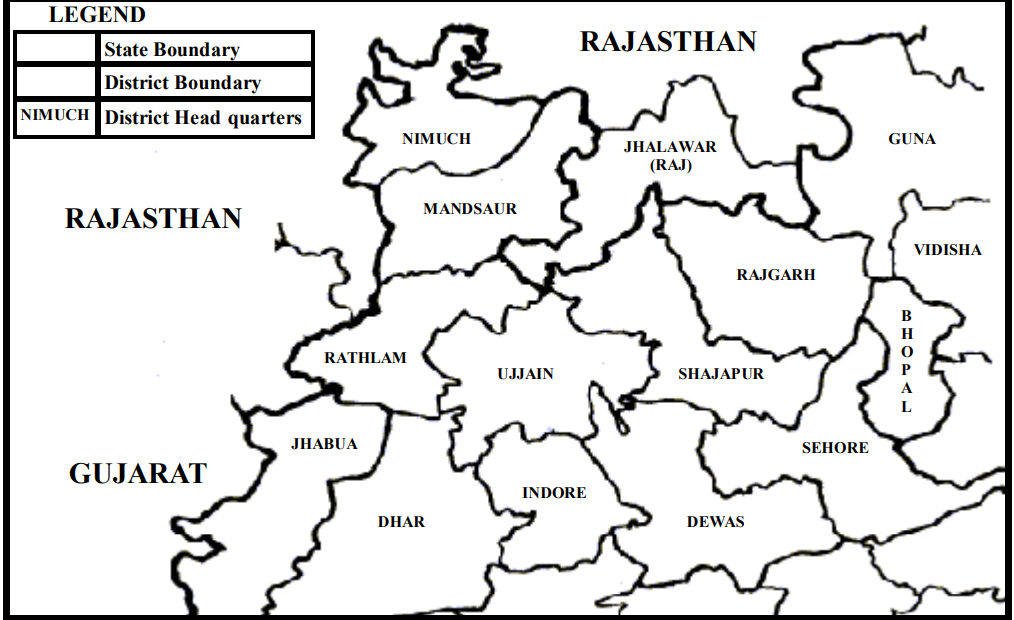 LEGEND
State Boundary
District Boundary
NIMUCH District Head quarters
RAJASTHAN
NIMUCH
JHALAWAR
(RAJ)
GUNA
RAJASTHAN
MANDSAUR
VIDISHA
RAJGARH
BHOPAL
RATHLAM
UJJAIN
SHAJAPUR
JHABUA
SEHORE
GUJARAT
INDORE
DHAR
DEWAS